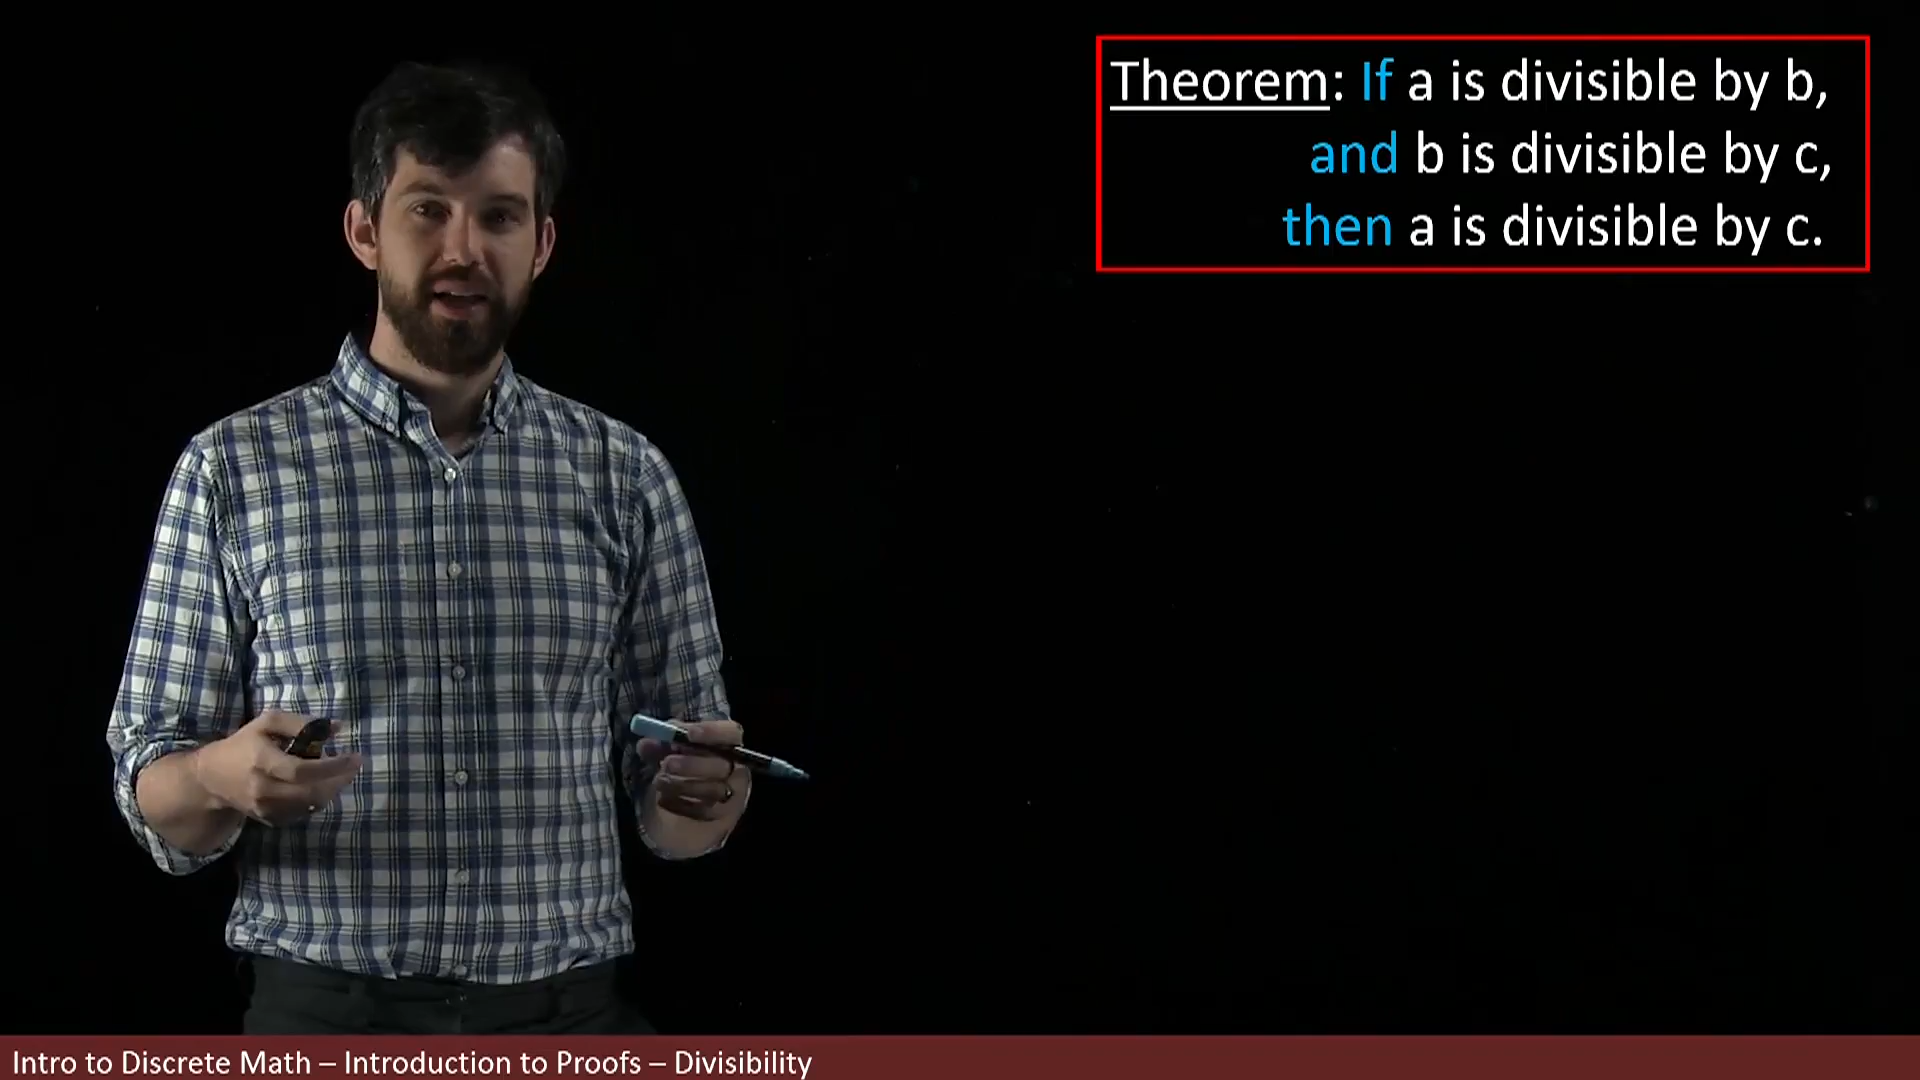 Theorem: If a is divisible by b,
and b is divisible by c,
then a is divisible by c.
Intro to Discrete Math – Introduction to Proofs – Divisibility